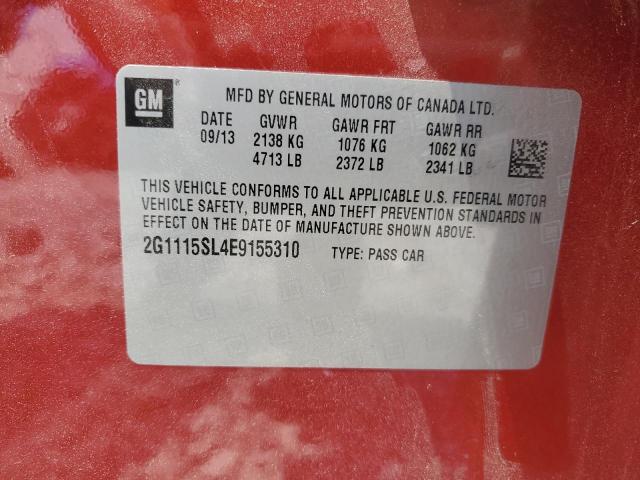 GM
MFD BY GENERAL MOTORS OF CANADA LTD.
DATE GVWR GAWR FRT GAWR RR
09/13 2138 KG 1076 KG 1062 KG
4713 LB 2372 LB 2341 LB
THIS VEHICLE CONFORMS TO ALL APPLICABLE U.S. FEDERAL MOTOR
VEHICLE SAFETY, BUMPER, AND THEFT PREVENTION STANDARDS IN
EFFECT ON THE DATE OF MANUFACTURE SHOWN ABOVE.
2G1115SL4E9155310 TYPE: PASS CAR